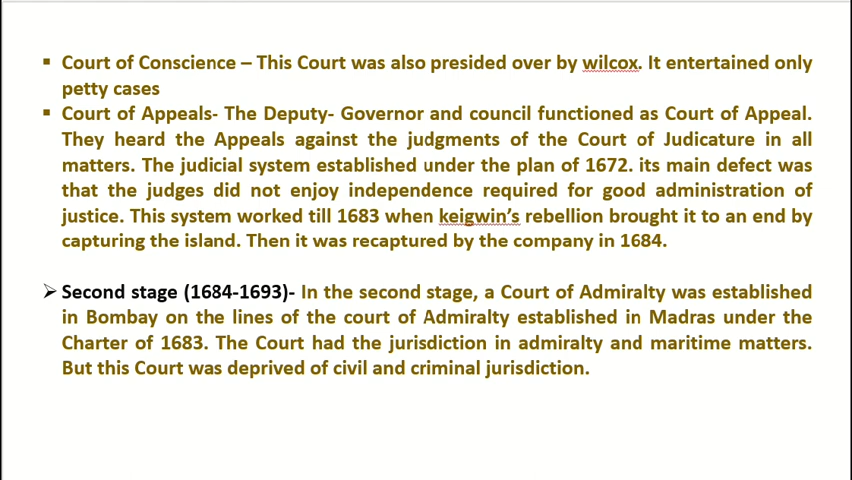 ▪ Court of Conscience – This Court was also presided over by wilcox. It entertained only
petty cases
▪ Court of Appeals- The Deputy- Governor and council functioned as Court of Appeal.
They heard the Appeals against the judgments of the Court of Judicature in all
matters. The judicial system established under the plan of 1672. its main defect was
that the judges did not enjoy independence required for good administration of
justice. This system worked till 1683 when keigwin's rebellion brought it to an end by
capturing the island. Then it was recaptured by the company in 1684.
➢ Second stage (1684-1693)- In the second stage, a Court of Admiralty was established
in Bombay on the lines of the court of Admiralty established in Madras under the
Charter of 1683. The Court had the jurisdiction in admiralty and maritime matters.
But this Court was deprived of civil and criminal jurisdiction.